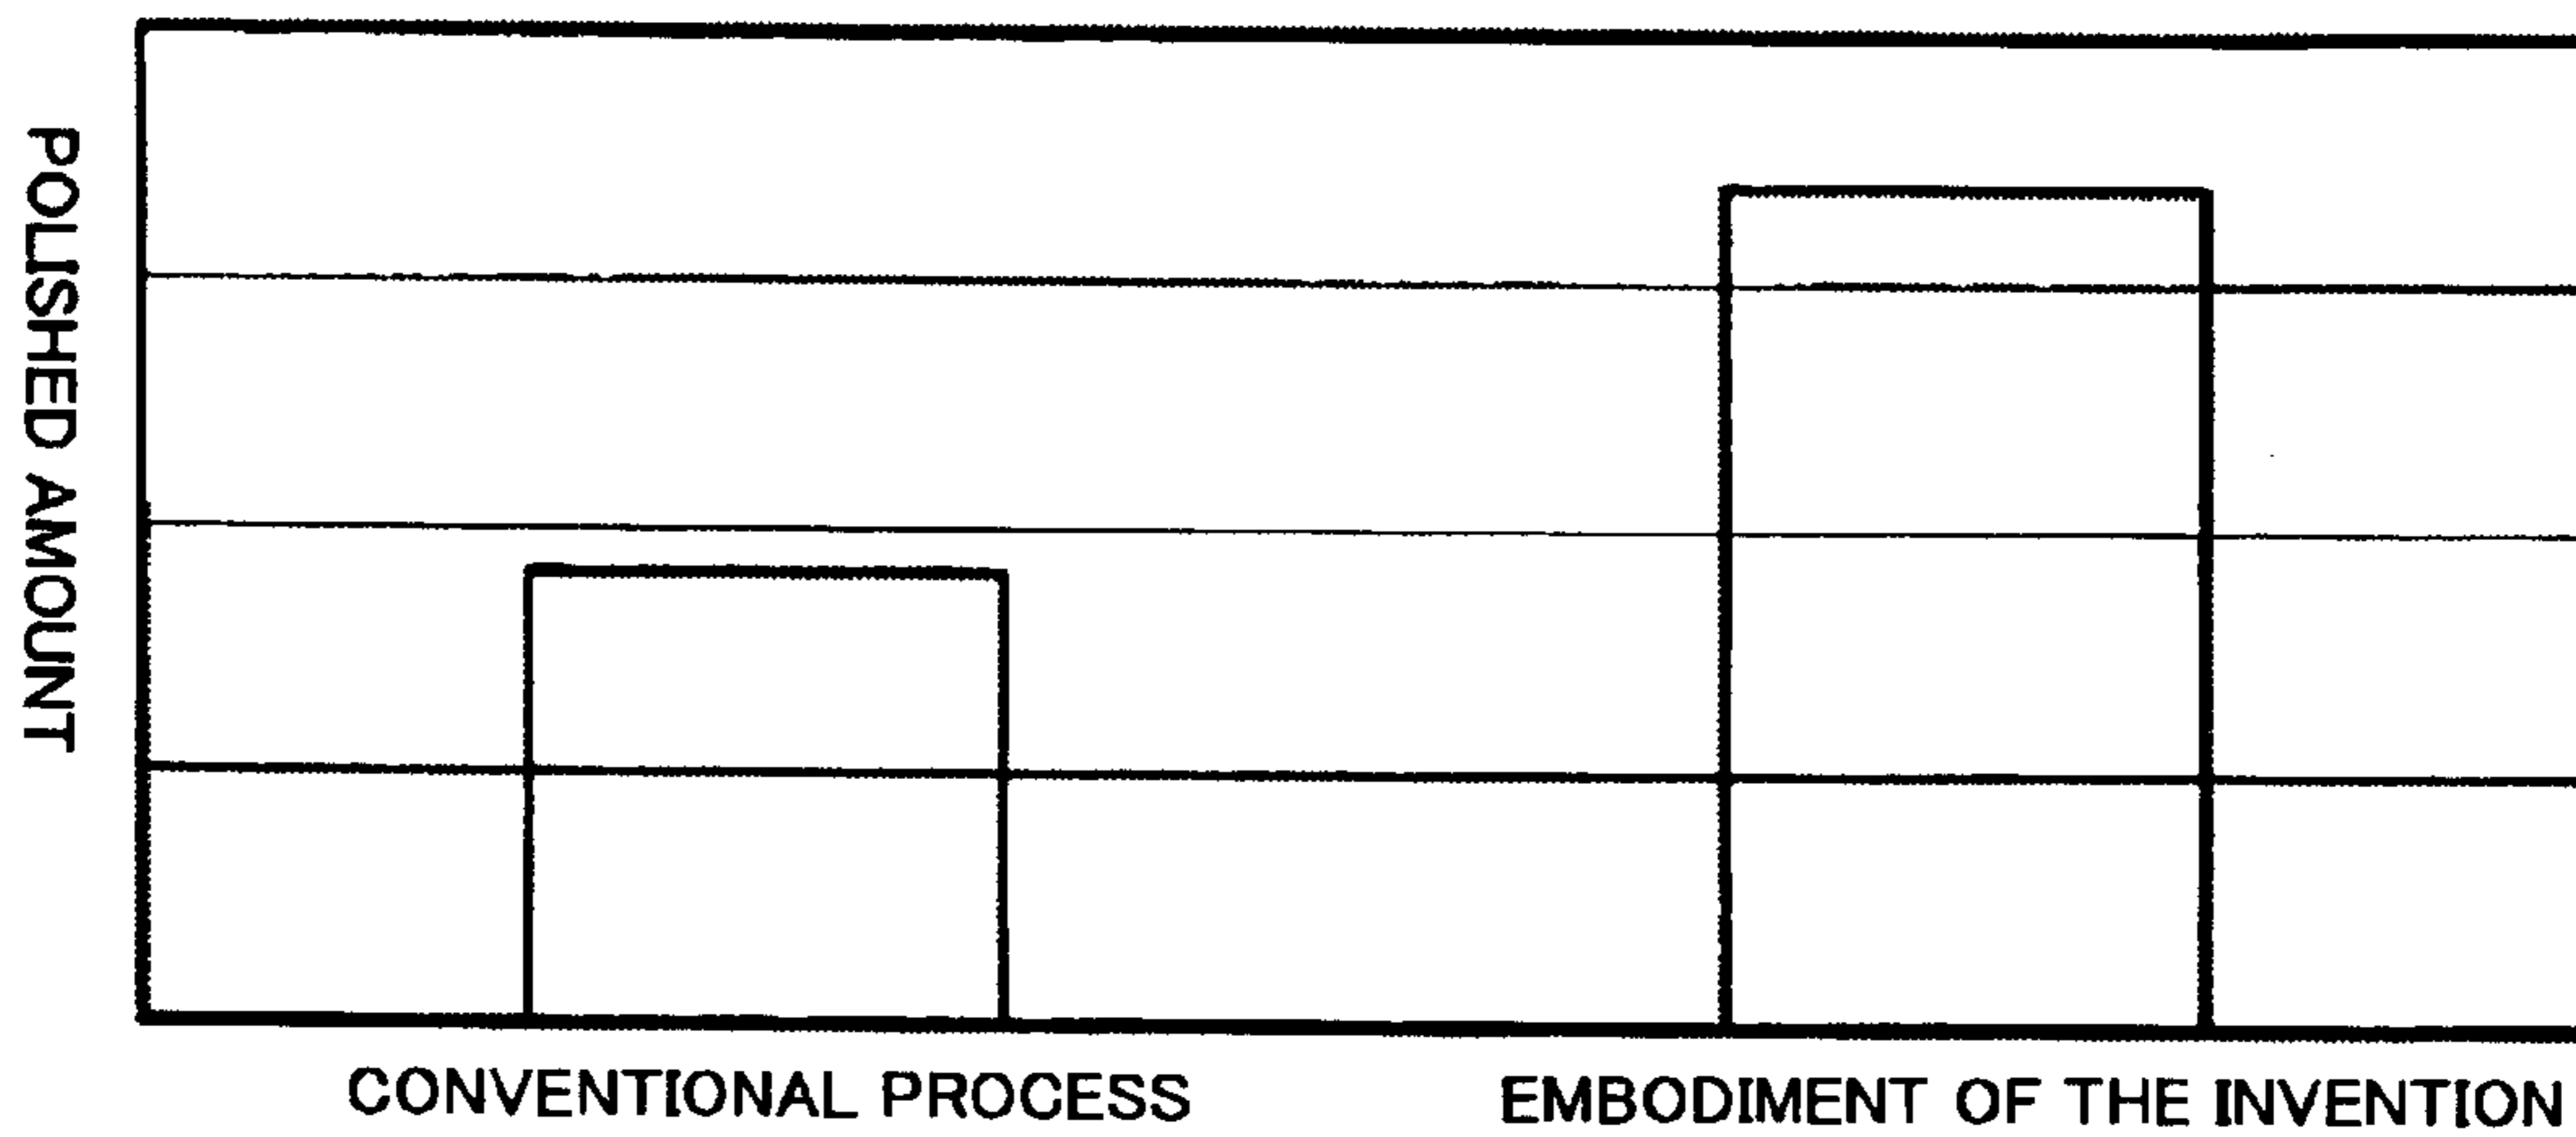 POLISHED AMOUNT
CONVENTIONAL PROCESS
EMBODIMENT OF THE INVENTION